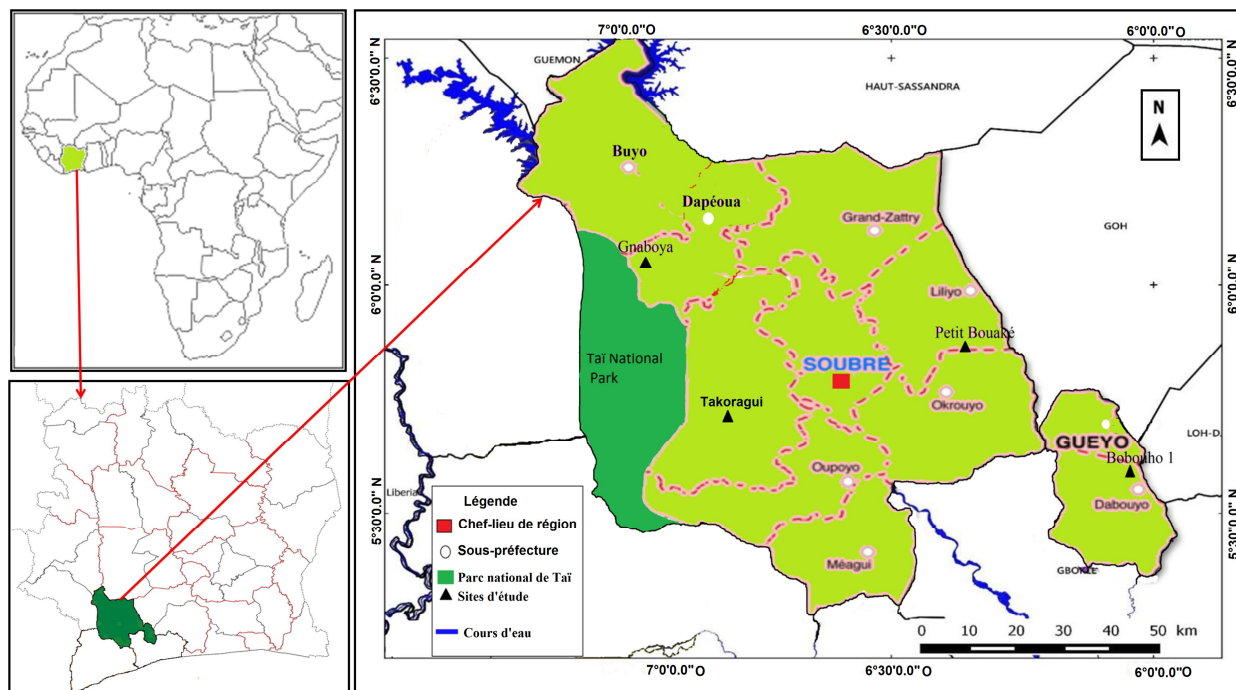 7°0'0.0"O
6°30'0.0"O
6°0'0.0"O
6°30'0.0" N
6°30'0.0" N
GUEMON
HAUT-SASSANDRA
N
Buyo
Dapéoua
Grand-Zattry
GOH
Gnaboya
6°0'0.0" N
6°0'0.0" N
Liliyo
Petit Bouaké
Taï National
Park
SOUBRE
Takoragui
Okrouyo
GUEYO
LOH-D
Bobouho 1
Oupoyo
Dabouyo
Liberia
5°30'0.0" N
5°30'0.0" N
Méagui
Légende
Chef-lieu de région
Sous-préfecture
Parc national de Taï
Sites d'étude
Cours d'eau
0 10 20 30 40 50 km
7°0'0.0"O
6°30'0.0"O
6°0'0.0"O